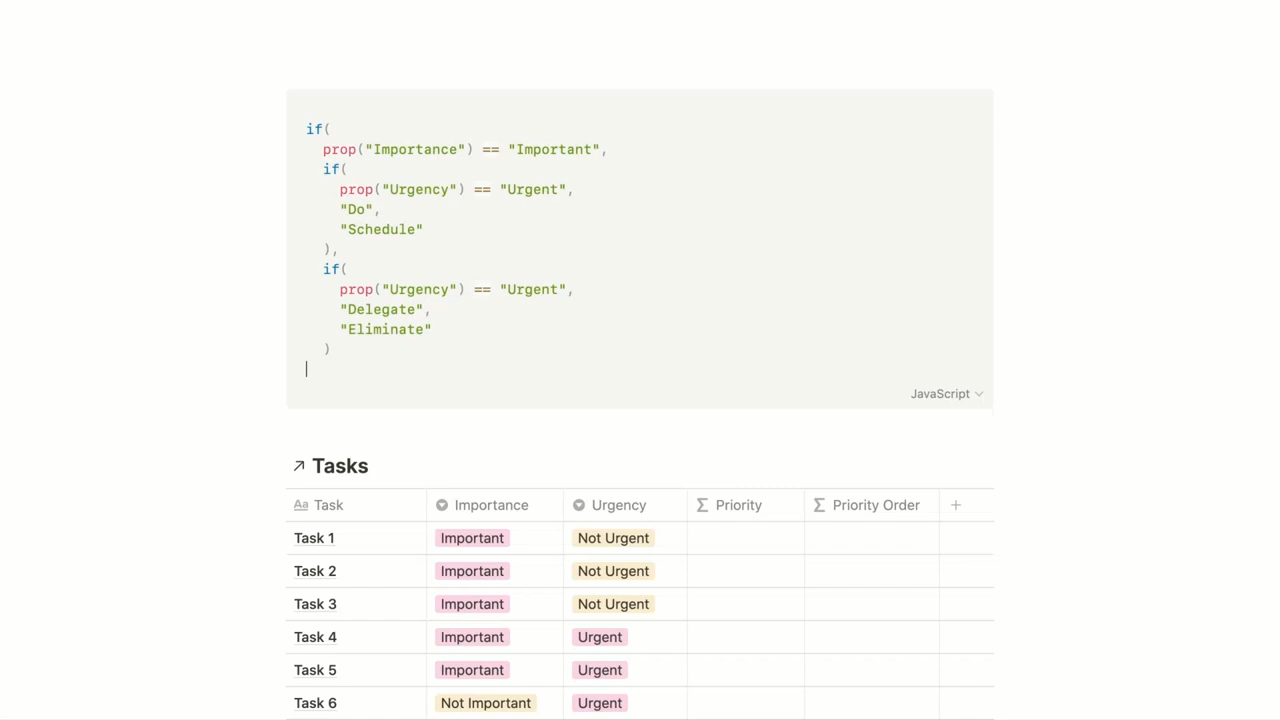 if(
prop("Importance") == "Important",
if(
prop("Urgency") == "Urgent",
"Do",
"Schedule"
),
if(
prop("Urgency") == "Urgent",
"Delegate",
"Eliminate"
)
JavaScript
Tasks
Aa Task Importance Urgency Σ Priority Σ Priority Order +
Task 1 Important Not Urgent
Task 2 Important Not Urgent
Task 3 Important Not Urgent
Task 4 Important Urgent
Task 5 Important Urgent
Task 6 Not Important Urgent